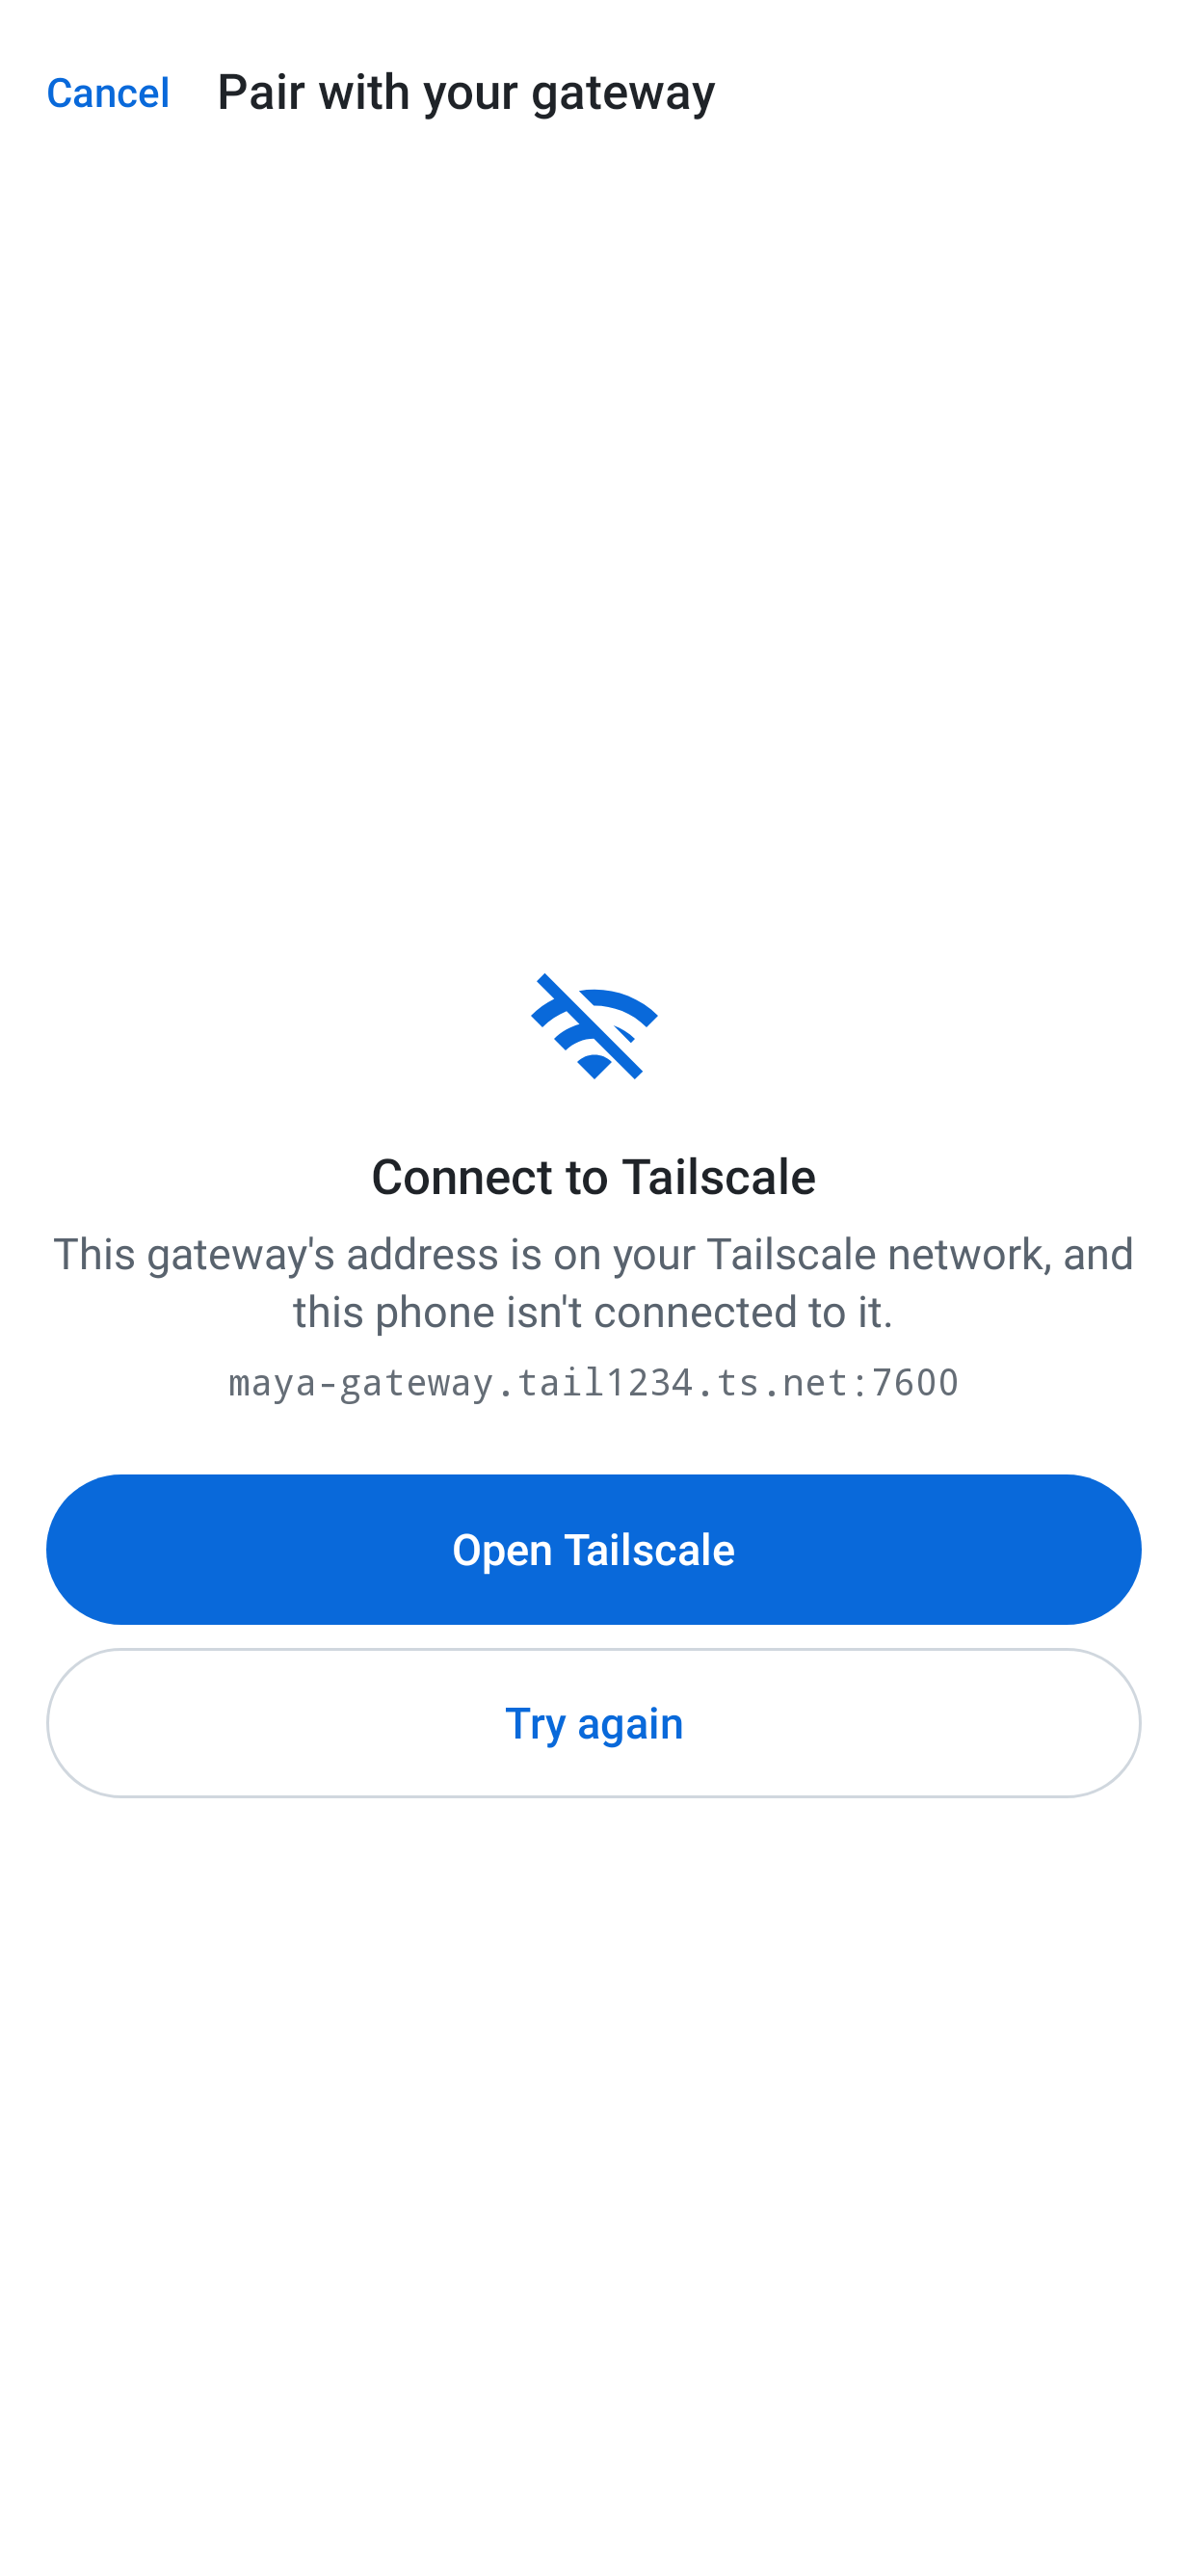 Cancel
Pair with your gateway
Connect to Tailscale
This gateway's address is on your Tailscale network, and
this phone isn't connected to it.
maya-gateway.tail1234.ts.net:7600
Open Tailscale
Try again